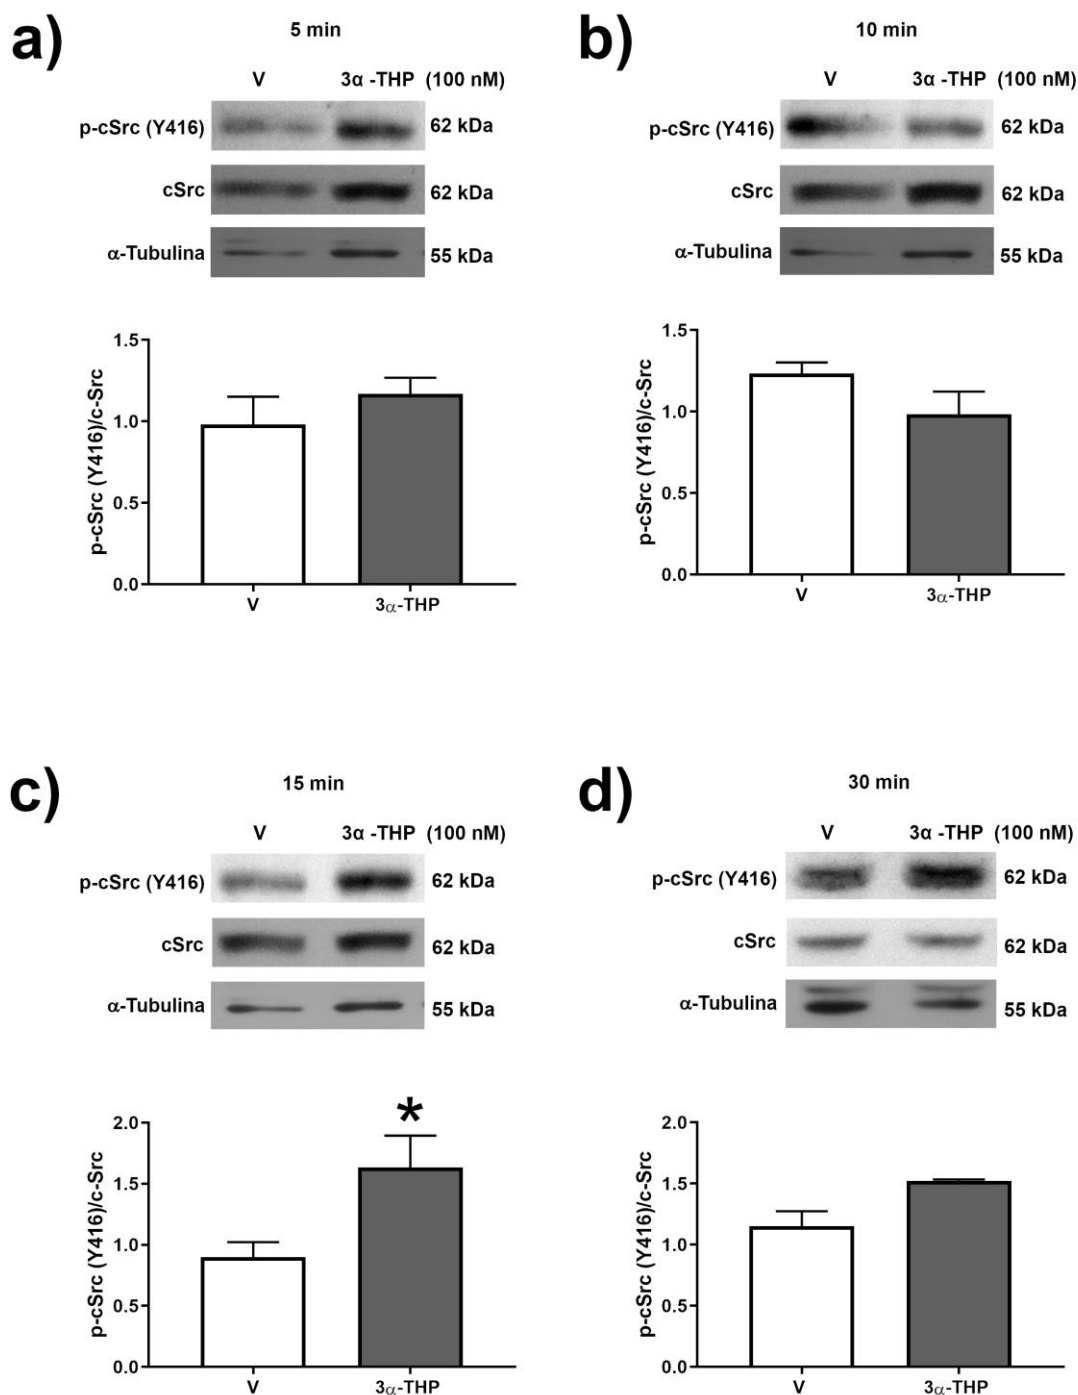 a)
5 min
V 3α -THP (100 nM)
p-cSrc (Y416) 62 kDa
cSrc 62 kDa
α-Tubulina 55 kDa
p-cSrc (Y416)/c-Src
1.5
1.0
0.5
0.0
V 3α-THP
b)
10 min
V 3α -THP (100 nM)
p-cSrc (Y416) 62 kDa
cSrc 62 kDa
α-Tubulina 55 kDa
p-cSrc (Y416)/c-Src
1.5
1.0
0.5
0.0
V 3α-THP
c)
15 min
V 3α -THP (100 nM)
p-cSrc (Y416) 62 kDa
cSrc 62 kDa
α-Tubulina 55 kDa
p-cSrc (Y416)/c-Src
2.0
*
1.5
1.0
0.5
0.0
V 3α-THP
d)
30 min
V 3α -THP (100 nM)
p-cSrc (Y416) 62 kDa
cSrc 62 kDa
α-Tubulina 55 kDa
p-cSrc (Y416)/c-Src
2.0
1.5
1.0
0.5
0.0
V 3α-THP